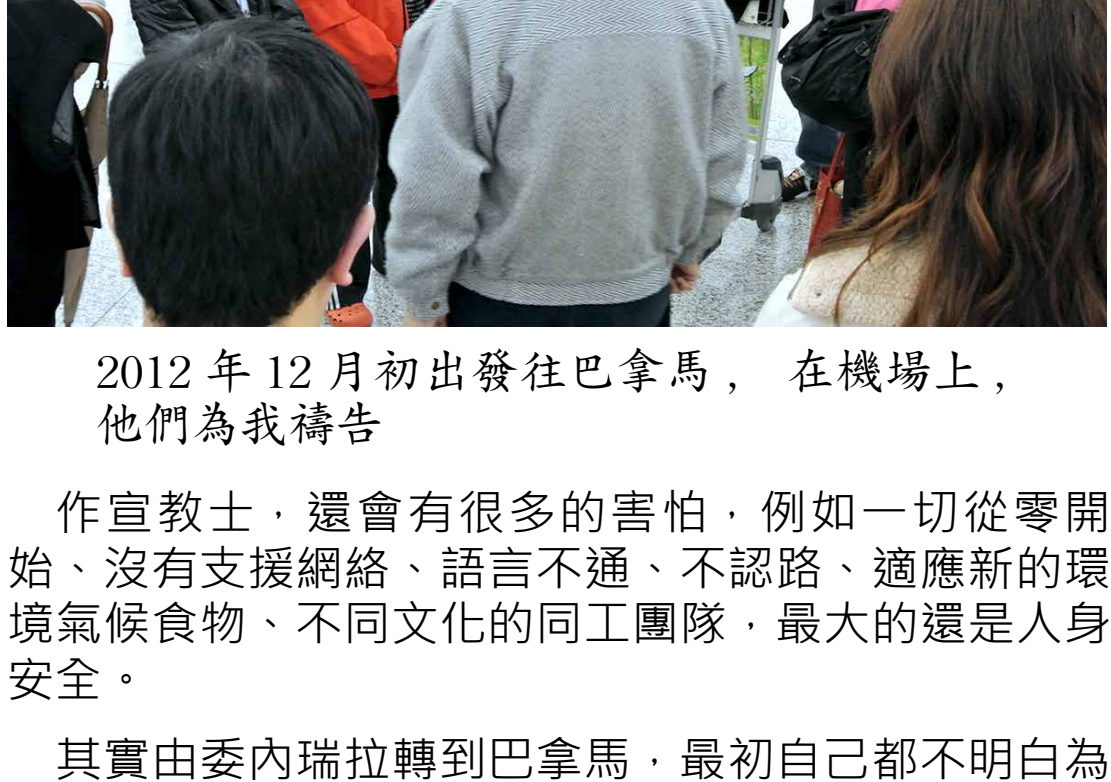 2012 年 12 月初出發往巴拿馬， 在機場上，
他們為我禱告
作宣教士，還會有很多的害怕，例如一切從零開
始、沒有支援網絡、語言不通、不認路、適應新的環
境氣候食物、不同文化的同工團隊，最大的還是人身
安全。
其實由委內瑞拉轉到巴拿馬，最初自己都不明白為